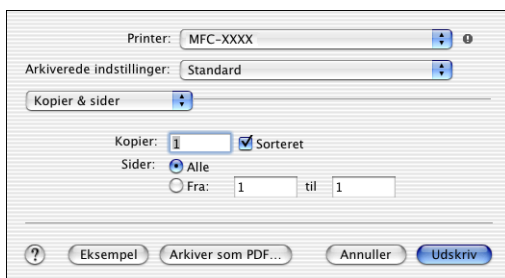 Printer: MFC-XXXX
Arkiverede indstillinger: Standard
Kopier & sider
Kopier: 1 Sorteret
Sider: Alle
Fra: 1 til 1
? Eksempel Arkiver som PDF... Annuller Udskriv